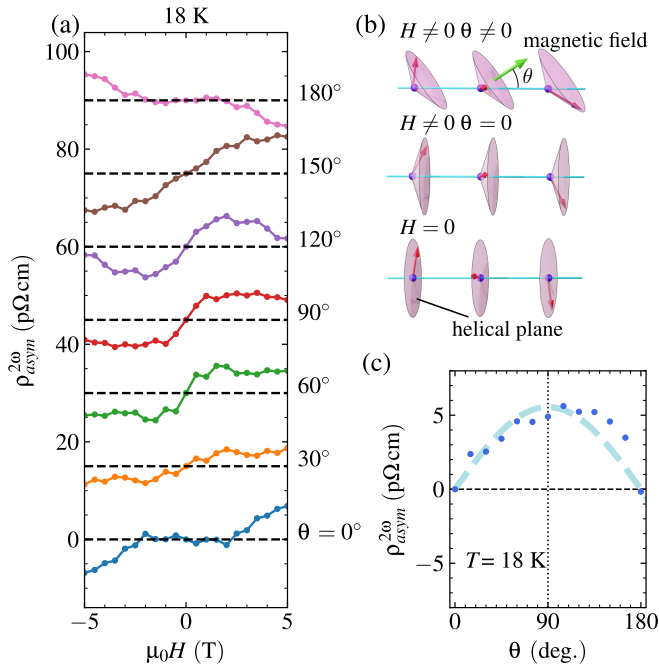 (a)
18 K
100
80
60
40
20
0
−5
0
5
ρ2ω asym (pΩcm)
μ0H (T)
180°
150°
120°
90°
60°
30°
θ = 0°
(b)
H ≠ 0 θ ≠ 0
magnetic field
θ
H ≠ 0 θ = 0
H = 0
helical plane
(c)
5
0
−5
ρ2ω asym (pΩcm)
T = 18 K
0
90
180
θ (deg.)